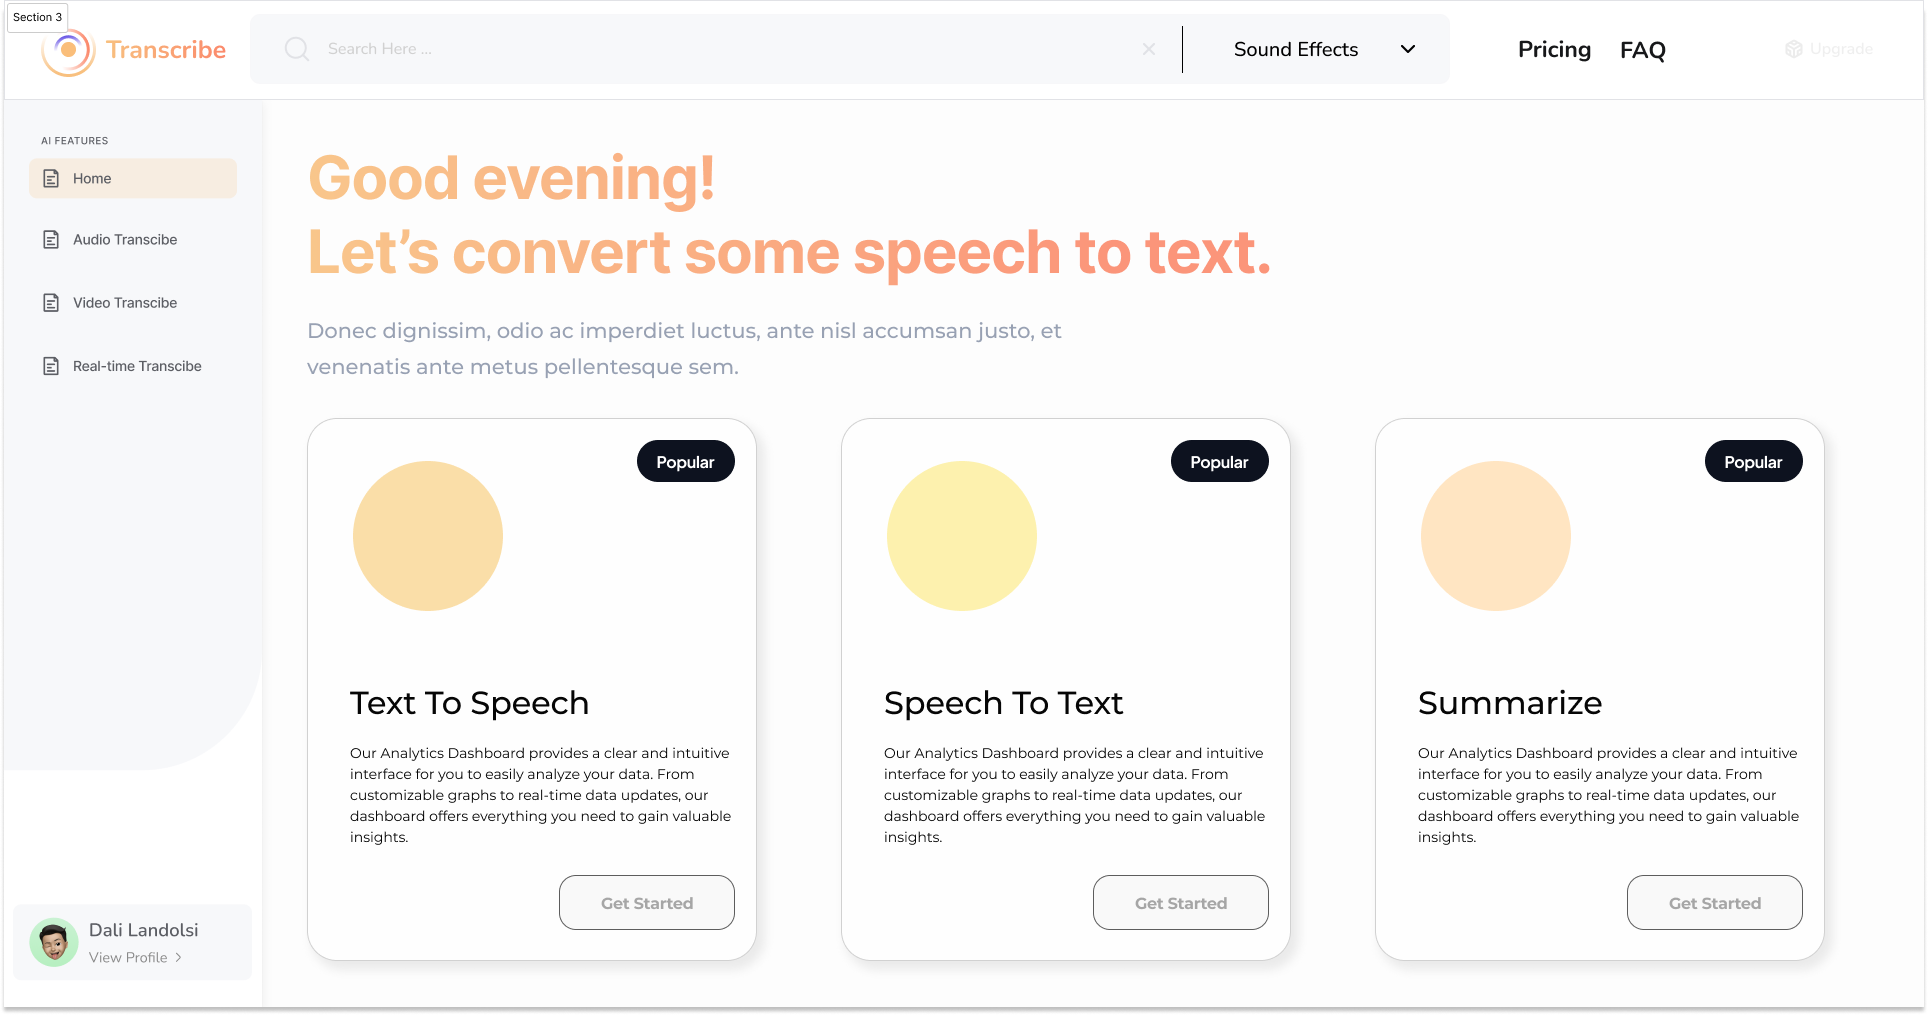 Section 3
Transcribe
Search Here ...
Sound Effects
Pricing
FAQ
Upgrade
AI FEATURES
Home
Audio Transcibe
Video Transcibe
Real-time Transcibe
Dali Landolsi
View Profile
Good evening!
Let’s convert some speech to text.
Donec dignissim, odio ac imperdiet luctus, ante nisl accumsan justo, et
venenatis ante metus pellentesque sem.
Popular
Text To Speech
Our Analytics Dashboard provides a clear and intuitive
interface for you to easily analyze your data. From
customizable graphs to real-time data updates, our
dashboard offers everything you need to gain valuable
insights.
Get Started
Popular
Speech To Text
Our Analytics Dashboard provides a clear and intuitive
interface for you to easily analyze your data. From
customizable graphs to real-time data updates, our
dashboard offers everything you need to gain valuable
insights.
Get Started
Popular
Summarize
Our Analytics Dashboard provides a clear and intuitive
interface for you to easily analyze your data. From
customizable graphs to real-time data updates, our
dashboard offers everything you need to gain valuable
insights.
Get Started